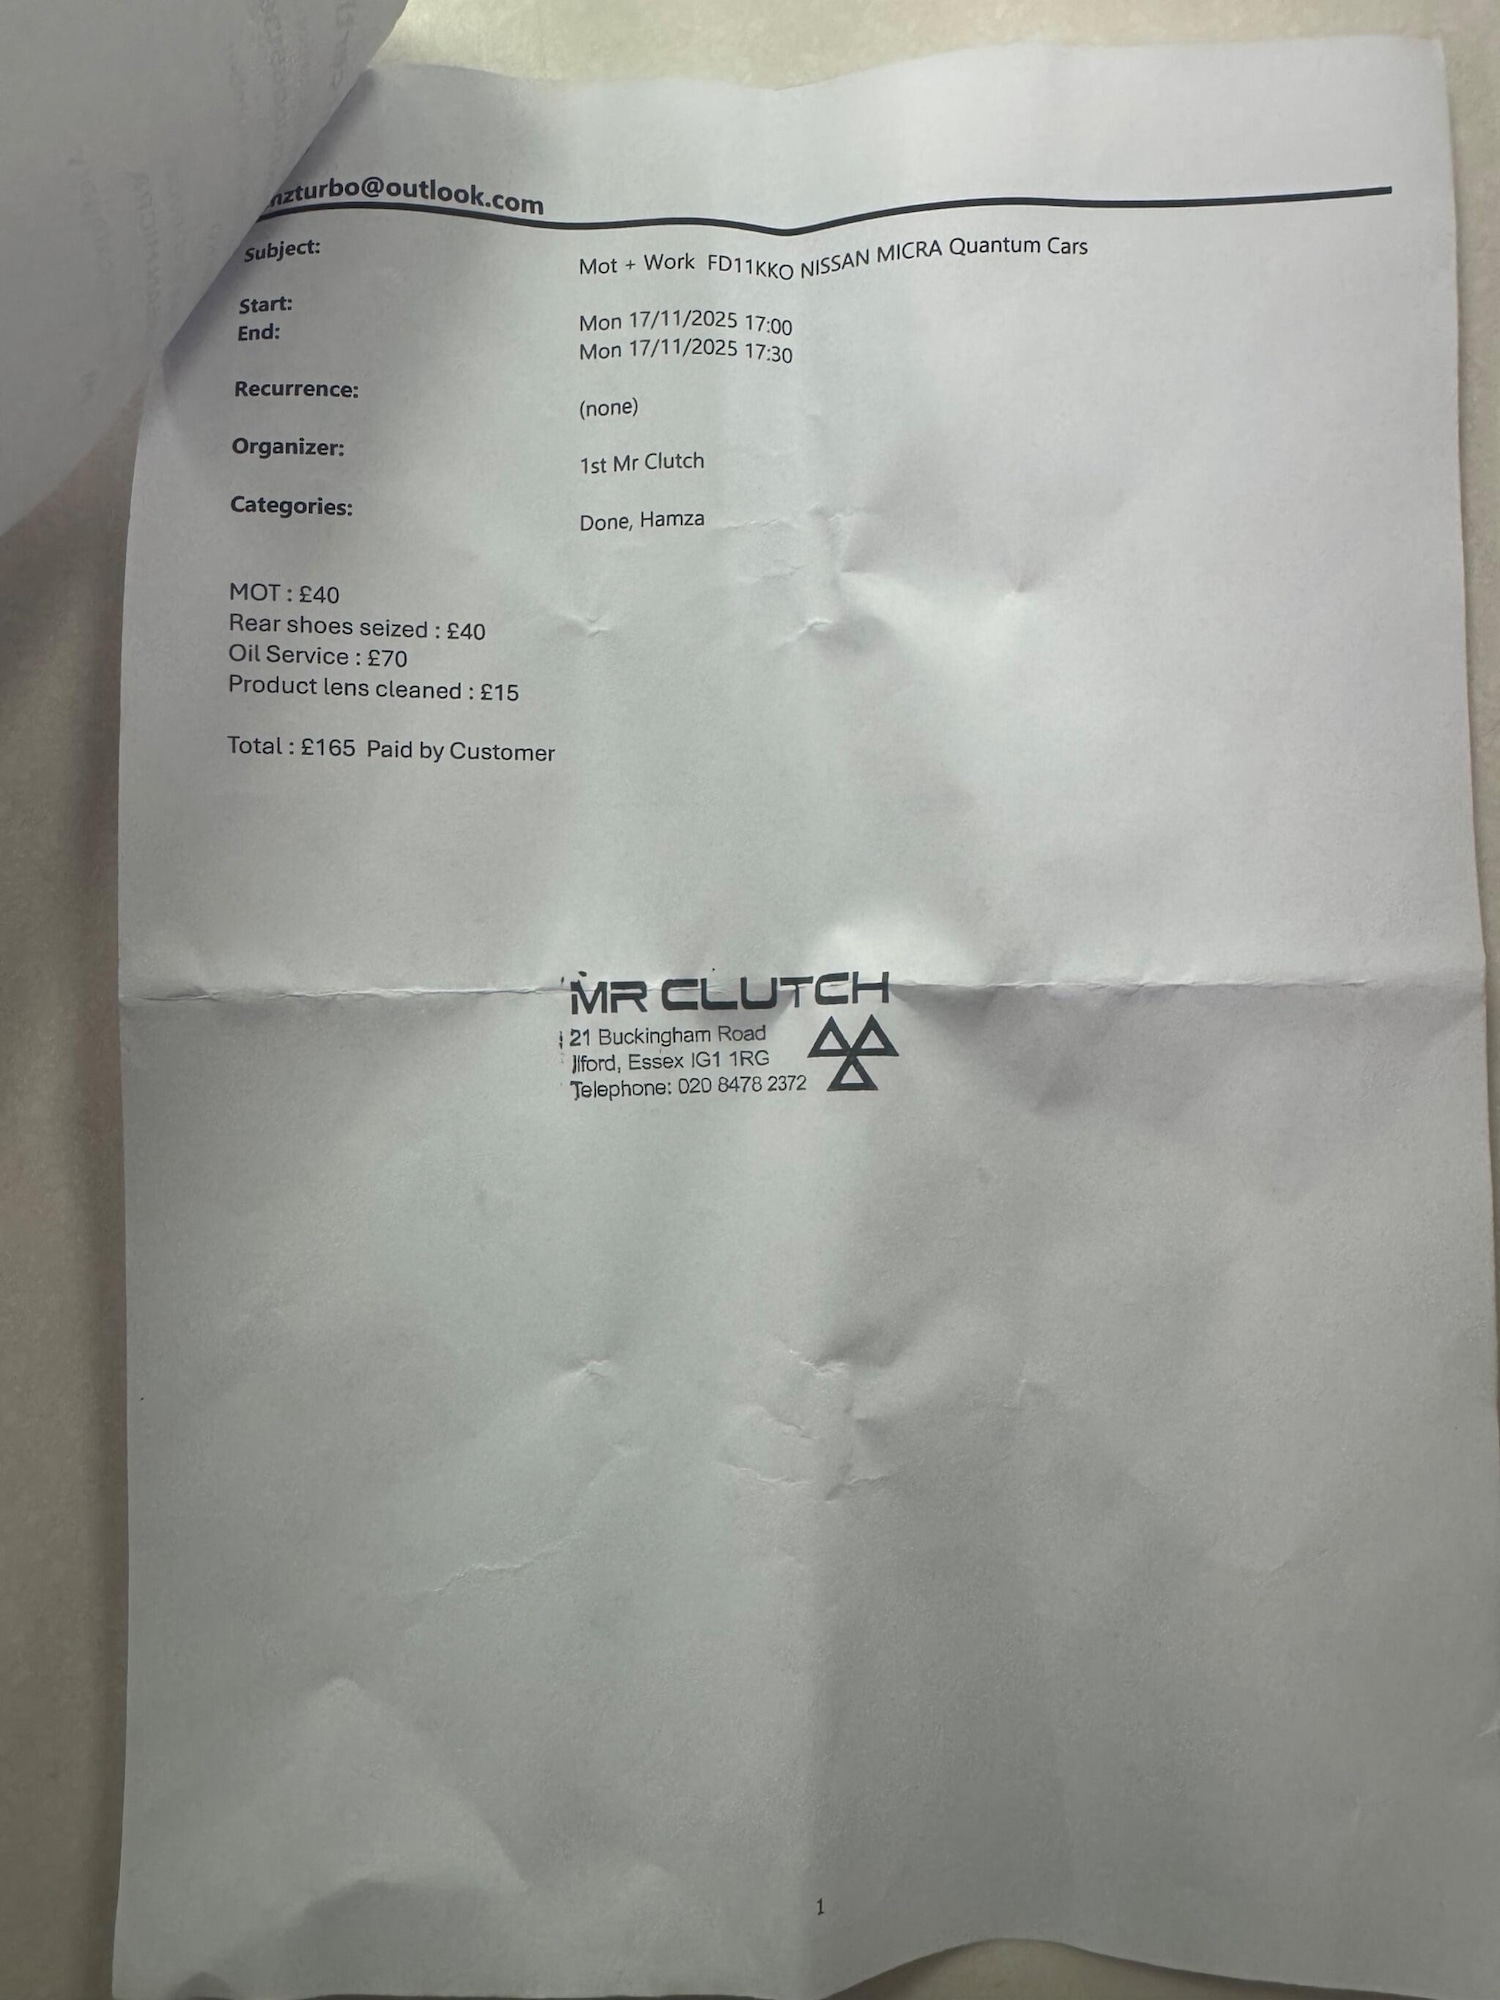 nzturbo@outlook.com
Subject: Mot + Work FD11KKO NISSAN MICRA Quantum Cars
Start: Mon 17/11/2025 17:00
End: Mon 17/11/2025 17:30
Recurrence: (none)
Organizer: 1st Mr Clutch
Categories: Done, Hamza
MOT : £40
Rear shoes seized : £40
Oil Service : £70
Product lens cleaned : £15
Total : £165 Paid by Customer
MR CLUTCH
21 Buckingham Road
Ilford, Essex IG1 1RG
Telephone: 020 8478 2372
1